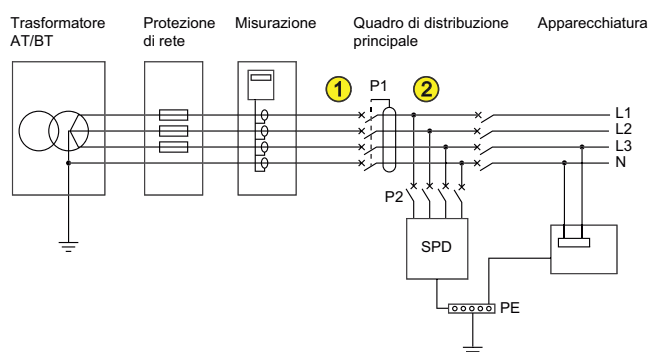 Trasformatore
AT/BT
Protezione
di rete
Misurazione
Quadro di distribuzione
principale
Apparecchiatura
1
P1
2
L1
L2
L3
N
P2
SPD
PE